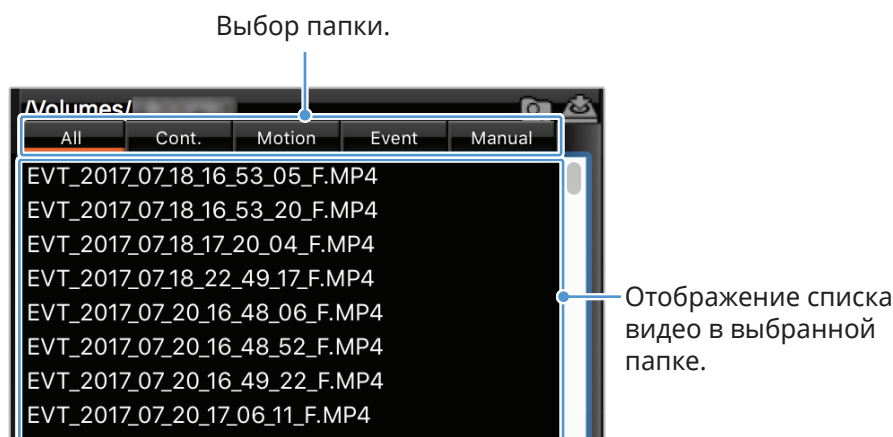 Выбор папки.
/Volumes/
All Cont. Motion Event Manual
EVT_2017_07_18_16_53_05_F.MP4
EVT_2017_07_18_16_53_20_F.MP4
EVT_2017_07_18_17_20_04_F.MP4
EVT_2017_07_18_22_49_17_F.MP4
EVT_2017_07_20_16_48_06_F.MP4
EVT_2017_07_20_16_48_52_F.MP4
EVT_2017_07_20_16_49_22_F.MP4
EVT_2017_07_20_17_06_11_F.MP4
Отображение списка
видео в выбранной
папке.